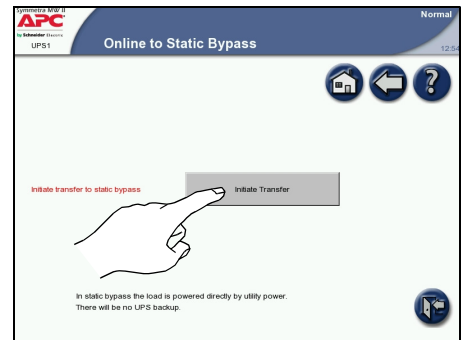 Symmetra MW II
APC
by Schneider Electric
UPS1
Online to Static Bypass
Normal
12:54
?
Initiate transfer to static bypass
Initiate Transfer
In static bypass the load is powered directly by utility power.
There will be no UPS backup.